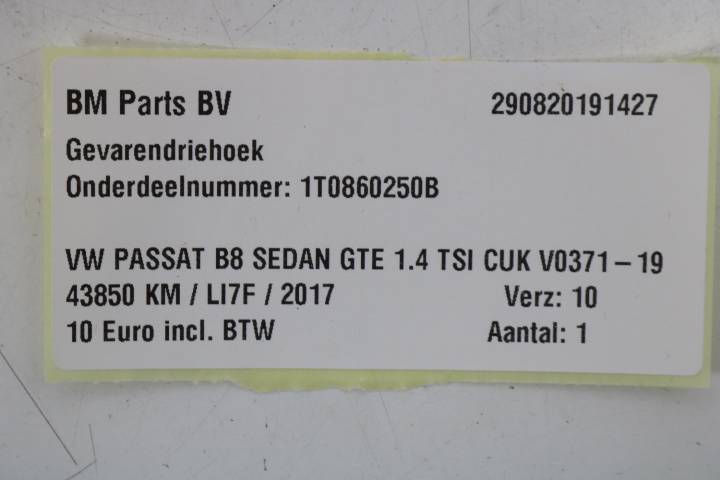 BM Parts BV 290820191427
Gevarendriehoek
Onderdeelnummer: 1T0860250B
VW PASSAT B8 SEDAN GTE 1.4 TSI CUK V0371-19
43850 KM / LI7F / 2017 Verz: 10
10 Euro incl. BTW Aantal: 1